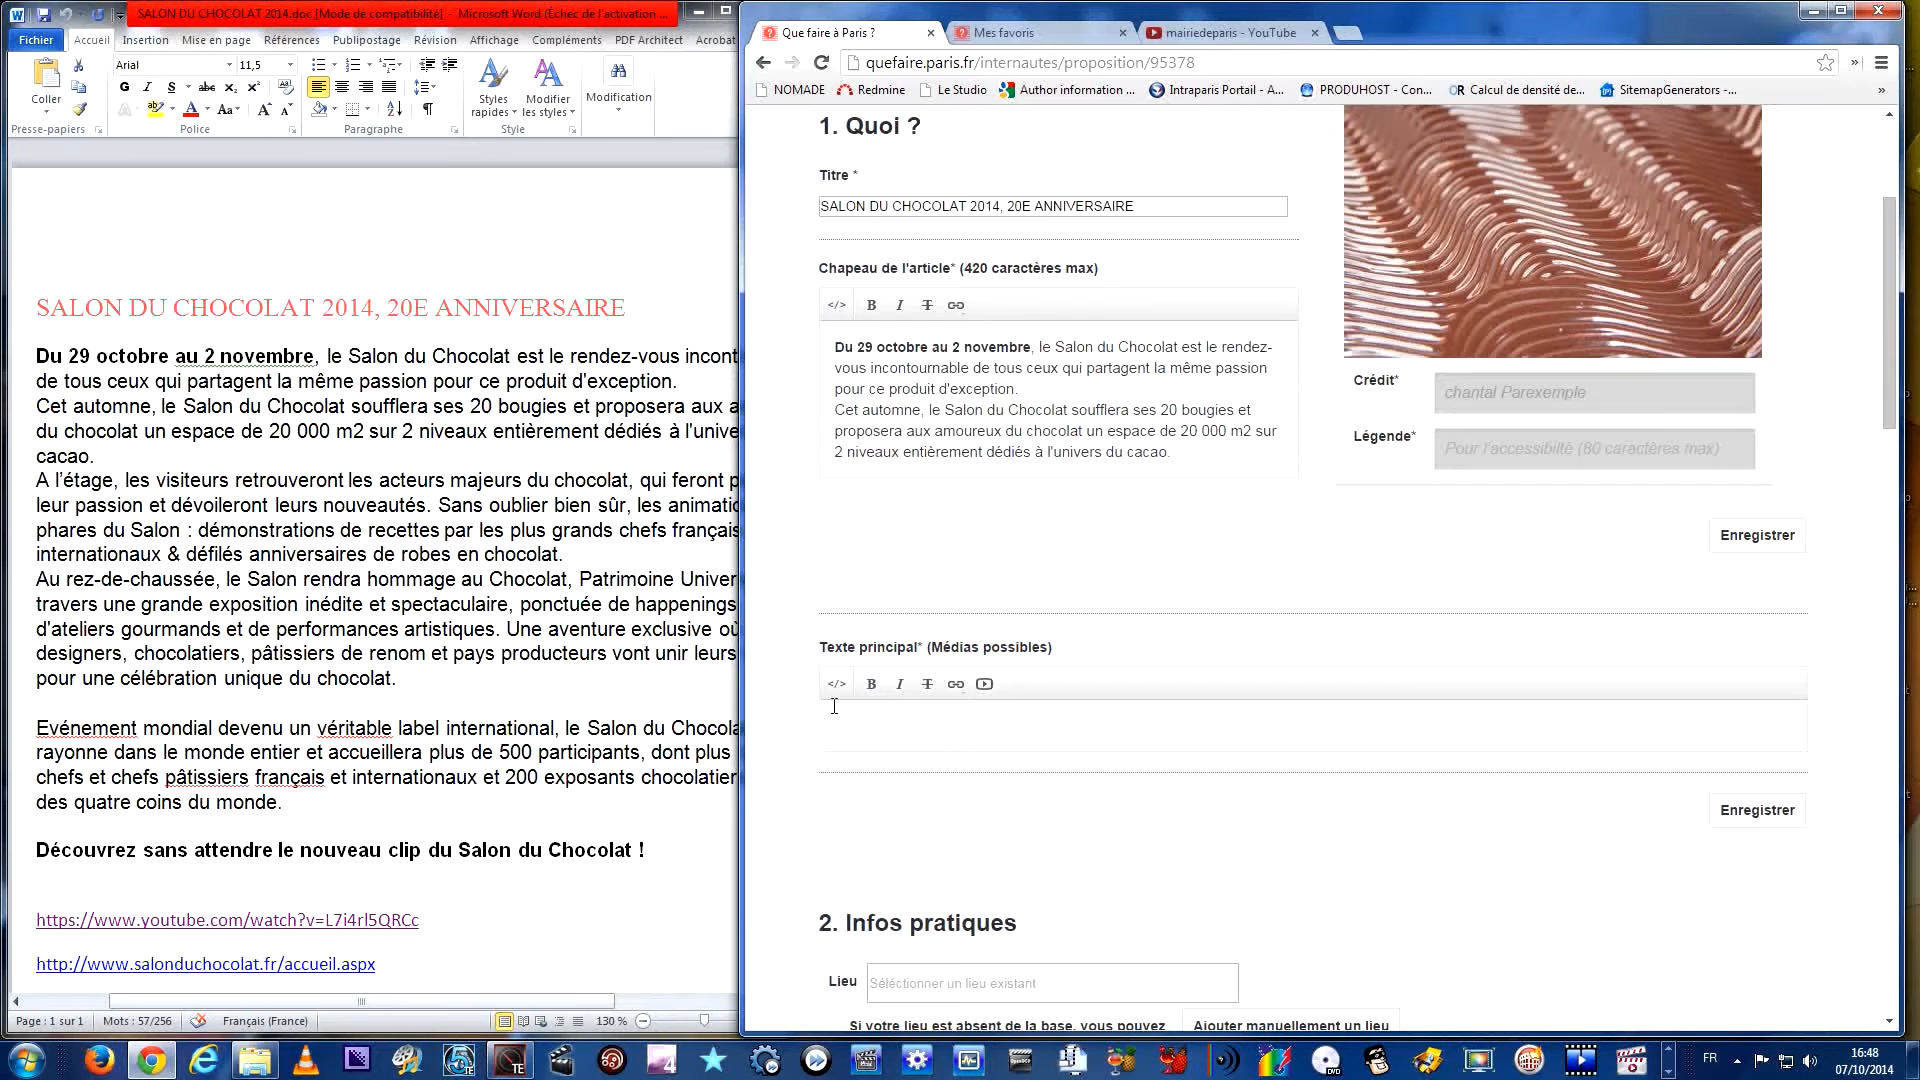 SALON DU CHOCOLAT 2014.doc [Mode de compatibilité] - Microsoft Word (Échec de l'activation ...
Fichier Accueil Insertion Mise en page Références Publipostage Révision Affichage Compléments PDF Architect Acrobat
Arial 11,5
Coller
G I S abc x₂ x²
Styles rapides
Modifier les styles
Modification
Presse-papiers Police Paragraphe Style
SALON DU CHOCOLAT 2014, 20E ANNIVERSAIRE
Du 29 octobre au 2 novembre, le Salon du Chocolat est le rendez-vous incont
de tous ceux qui partagent la même passion pour ce produit d'exception.
Cet automne, le Salon du Chocolat soufflera ses 20 bougies et proposera aux a
du chocolat un espace de 20 000 m2 sur 2 niveaux entièrement dédiés à l'unive
cacao.
A l'étage, les visiteurs retrouveront les acteurs majeurs du chocolat, qui feront p
leur passion et dévoileront leurs nouveautés. Sans oublier bien sûr, les animati
phares du Salon : démonstrations de recettes par les plus grands chefs français
internationaux & défilés anniversaires de robes en chocolat.
Au rez-de-chaussée, le Salon rendra hommage au Chocolat, Patrimoine Univer
travers une grande exposition inédite et spectaculaire, ponctuée de happenings
d'ateliers gourmands et de performances artistiques. Une aventure exclusive où
designers, chocolatiers, pâtissiers de renom et pays producteurs vont unir leurs
pour une célébration unique du chocolat.
Evénement mondial devenu un véritable label international, le Salon du Chocola
rayonne dans le monde entier et accueillera plus de 500 participants, dont plus
chefs et chefs pâtissiers français et internationaux et 200 exposants chocolatier
des quatre coins du monde.
Découvrez sans attendre le nouveau clip du Salon du Chocolat !
https://www.youtube.com/watch?v=L7i4rl5QRCc
http://www.salonduchocolat.fr/accueil.aspx
Page : 1 sur 1 Mots : 57/256 Français (France) 130 %
Que faire à Paris ? Mes favoris mairiedeparis - YouTube
quefaire.paris.fr/internautes/proposition/95378
NOMADE Redmine Le Studio Author information ... Intraparis Portail - A... PRODUHOST - Con... Calcul de densité de... SitemapGenerators -... »
1. Quoi ?
Titre *
SALON DU CHOCOLAT 2014, 20E ANNIVERSAIRE
Chapeau de l'article* (420 caractères max)
</> B I T
Du 29 octobre au 2 novembre, le Salon du Chocolat est le rendez-
vous incontournable de tous ceux qui partagent la même passion
pour ce produit d'exception.
Cet automne, le Salon du Chocolat soufflera ses 20 bougies et
proposera aux amoureux du chocolat un espace de 20 000 m2 sur
2 niveaux entièrement dédiés à l'univers du cacao.
Crédit* chantal Parexemple
Légende* Pour l'accessibilté (80 caractères max)
Enregistrer
Texte principal* (Médias possibles)
</> B I T
Enregistrer
2. Infos pratiques
Lieu Séléctionner un lieu existant
Si votre lieu est absent de la base, vous pouvez Ajouter manuellement un lieu
FR 16:48
07/10/2014